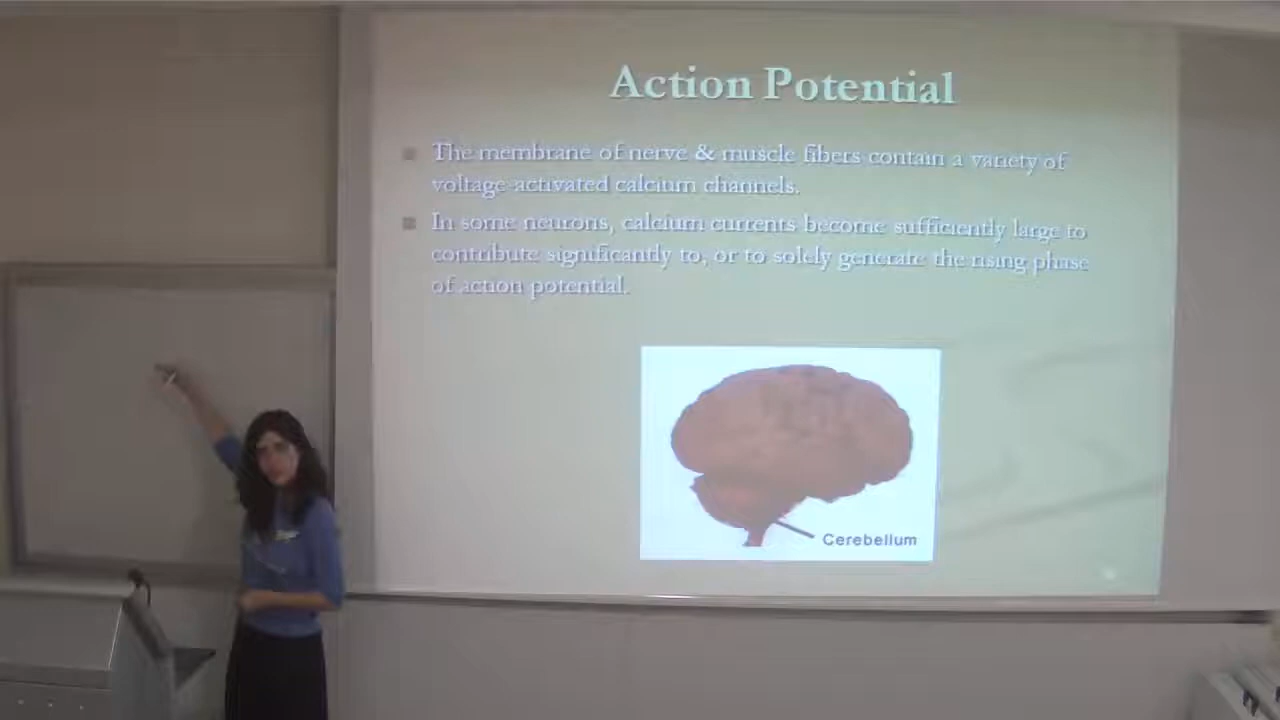 Action Potential
The membrane of nerve & muscle fibers contain a variety of
voltage-activated calcium channels.
In some neurons, calcium currents become sufficiently large to
contribute significantly to, or to solely generate the rising phase
of action potential.
Cerebellum